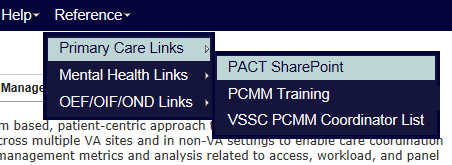 Help Reference
Primary Care Links
PACT SharePoint
Manage
Mental Health Links
PCMM Training
OEF/OIF/OND Links
VSSC PCMM Coordinator List
m based, patient-centric approach
cross multiple VA sites and in non-VA settings to enable care coordination
management metrics and analysis related to access, workload, and panel